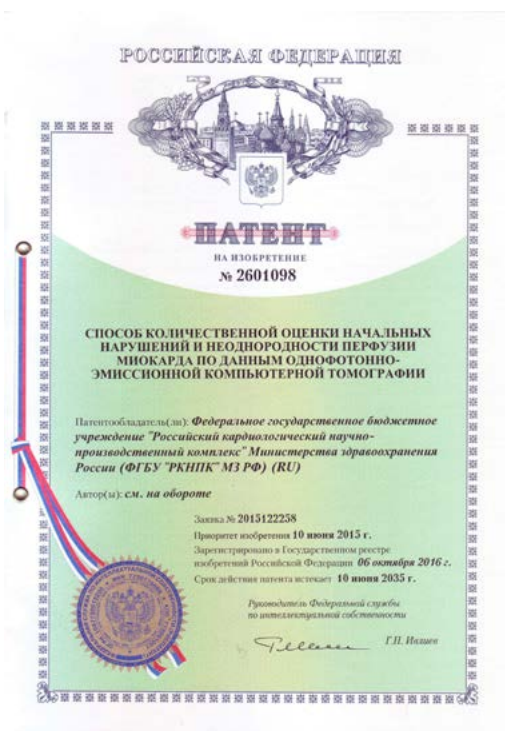 РОССИЙСКАЯ ФЕДЕРАЦИЯ
ПАТЕНТ
НА ИЗОБРЕТЕНИЕ
№ 2601098
СПОСОБ КОЛИЧЕСТВЕННОЙ ОЦЕНКИ НАЧАЛЬНЫХ
НАРУШЕНИЙ И НЕОДНОРОДНОСТИ ПЕРФУЗИИ
МИОКАРДА ПО ДАННЫМ ОДНОФОТОННО-
ЭМИССИОННОЙ КОМПЬЮТЕРНОЙ ТОМОГРАФИИ
Патентообладатель(ли): Федеральное государственное бюджетное
учреждение "Российский кардиологический научно-
производственный комплекс" Министерства здравоохранения
России (ФГБУ "РКНПК" МЗ РФ) (RU)
Автор(ы): см. на обороте
Заявка № 2015122258
Приоритет изобретения 10 июня 2015 г.
Зарегистрировано в Государственном реестре
изобретений Российской Федерации 06 октября 2016 г.
Срок действия патента истекает 10 июня 2035 г.
Руководитель Федеральной службы
по интеллектуальной собственности
Г.П. Ивлиев